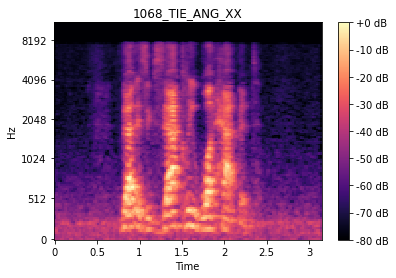 1068_TIE_ANG_XX
Hz
8192
4096
2048
1024
512
0
0
0.5
1
1.5
2
2.5
3
Time
+0 dB
-10 dB
-20 dB
-30 dB
-40 dB
-50 dB
-60 dB
-70 dB
-80 dB